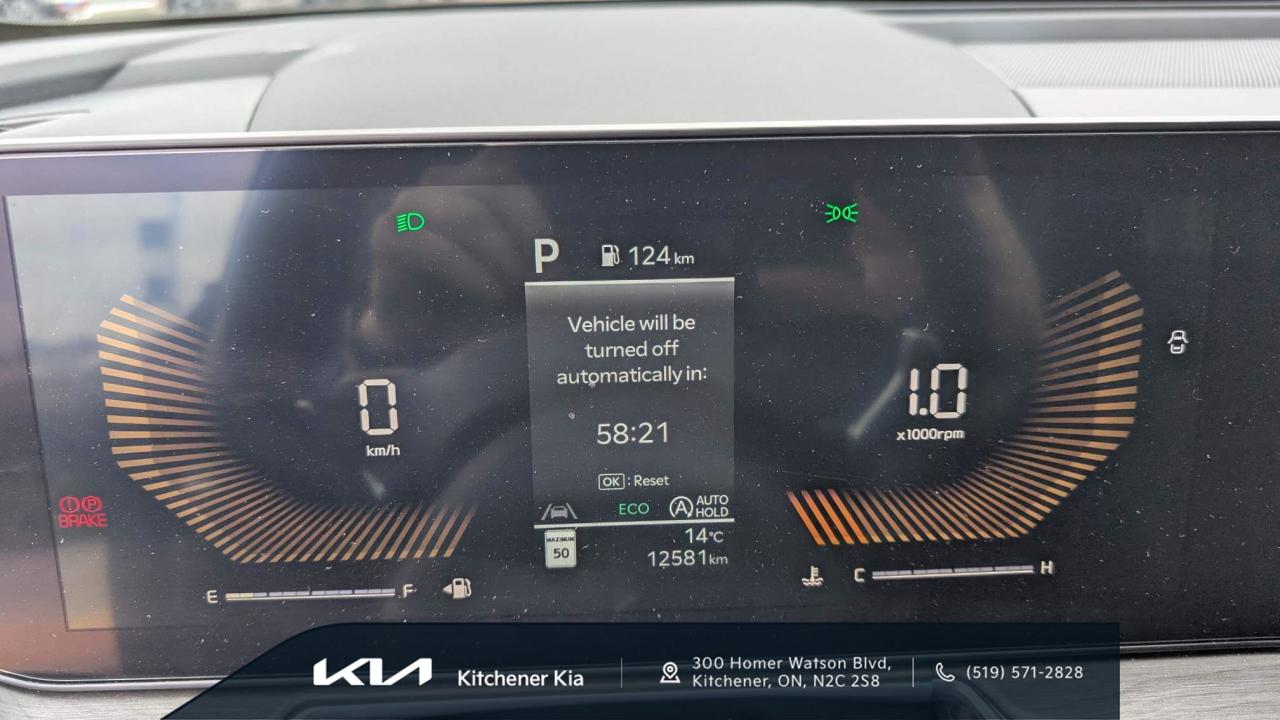 P
124 km
Vehicle will be
turned off
automatically in:
58:21
OK : Reset
ECO
A AUTO
HOLD
MAXIMUM
50
14°C
12581 km
0
km/h
1.0
x1000rpm
P
BRAKE
E F
C H
KIA
Kitchener Kia
300 Homer Watson Blvd,
Kitchener, ON, N2C 2S8
(519) 571-2828